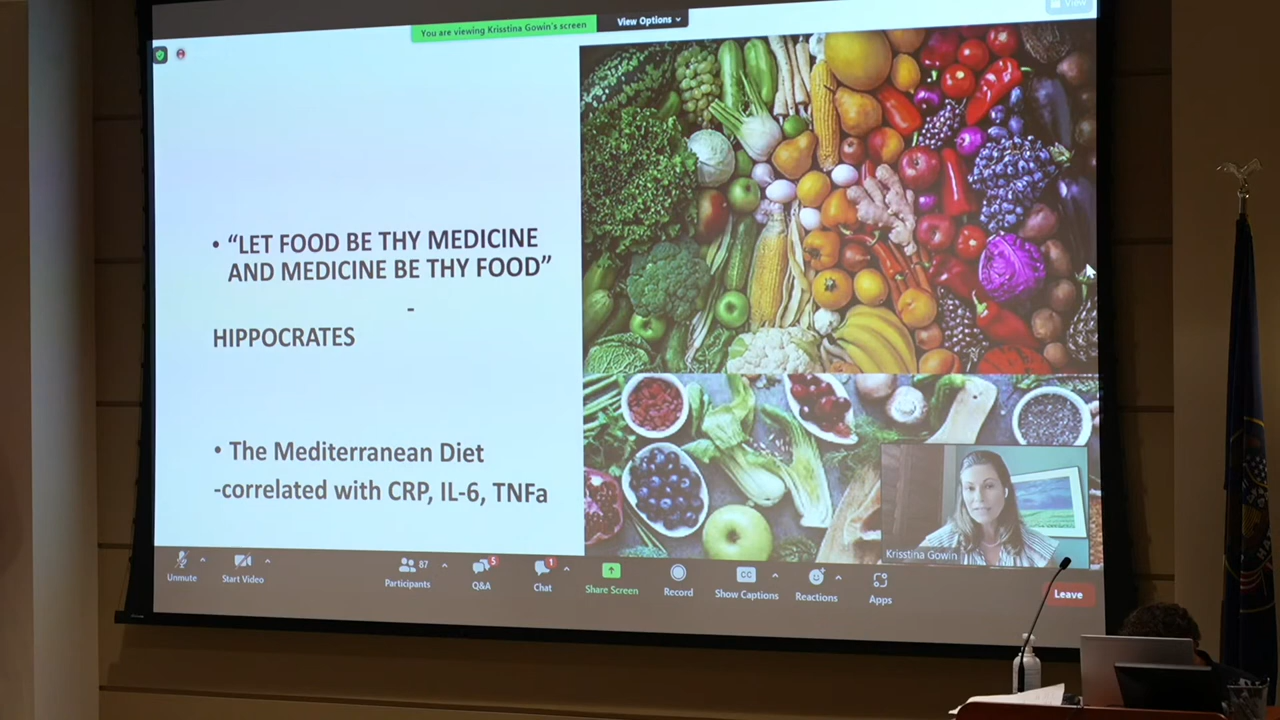 You are viewing Krisstina Gowin's screen
View Options
View
• “LET FOOD BE THY MEDICINE
AND MEDICINE BE THY FOOD”
-
HIPPOCRATES
• The Mediterranean Diet
-correlated with CRP, IL-6, TNFa
Krisstina Gowin
Unmute
Start Video
87
Participants
5
Q&A
1
Chat
Share Screen
Record
CC
Show Captions
Reactions
Apps
Leave